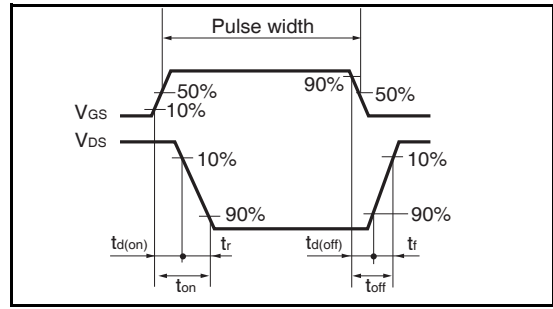 Pulse width
90%
50%
50%
10%
VGS
VDS
10%
10%
90%
90%
td(on)
tr
td(off)
tf
ton
toff